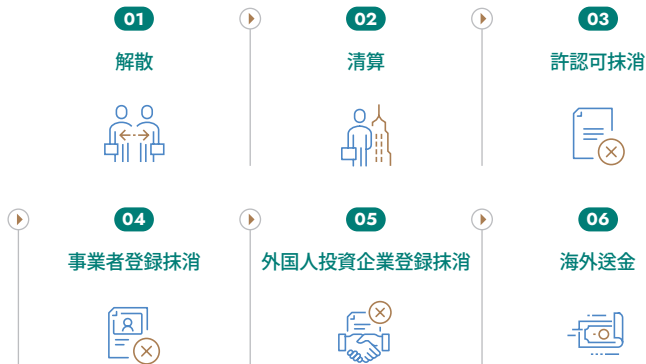 01
解散
02
清算
03
許認可抹消
04
事業者登録抹消
05
外国人投資企業登録抹消
06
海外送金